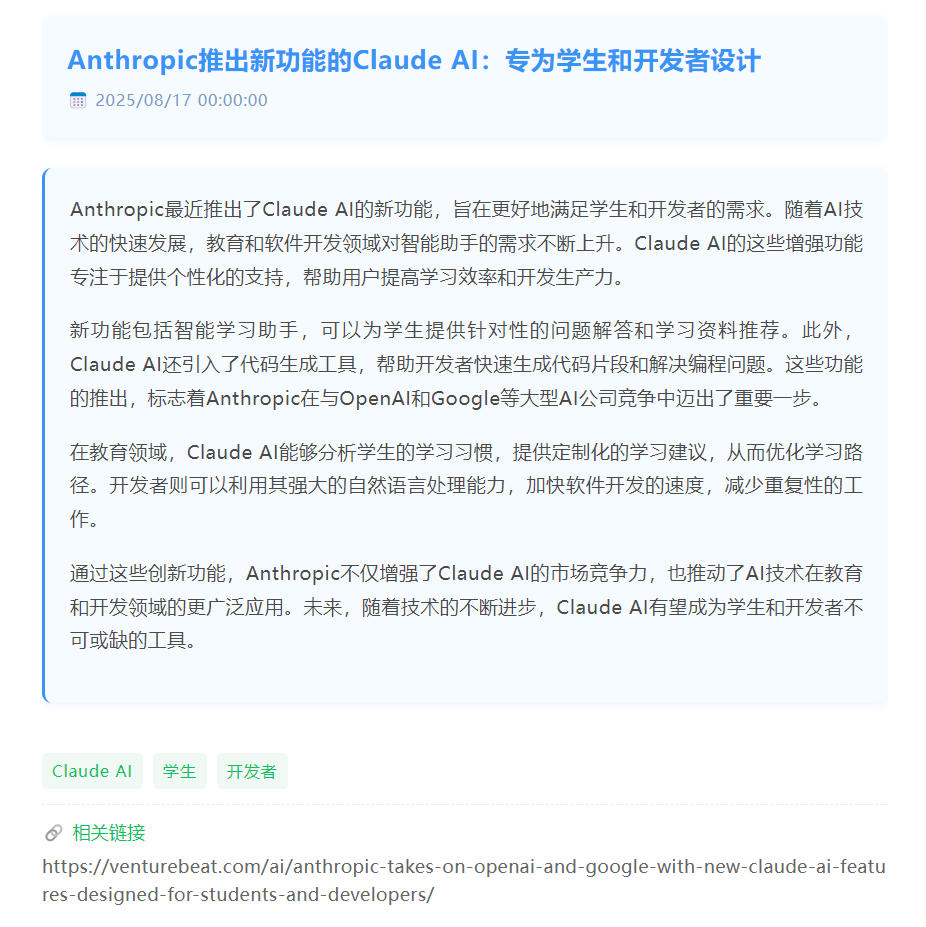 Anthropic推出新功能的Claude AI：专为学生和开发者设计
2025/08/17 00:00:00
Anthropic最近推出了Claude AI的新功能，旨在更好地满足学生和开发者的需求。随着AI技
术的快速发展，教育和软件开发领域对智能助手的需求不断上升。Claude AI的这些增强功能
专注于提供个性化的支持，帮助用户提高学习效率和开发生产力。
新功能包括智能学习助手，可以为学生提供针对性的问题解答和学习资料推荐。此外，
Claude AI还引入了代码生成工具，帮助开发者快速生成代码片段和解决编程问题。这些功能
的推出，标志着Anthropic在与OpenAI和Google等大型AI公司竞争中迈出了重要一步。
在教育领域，Claude AI能够分析学生的学习习惯，提供定制化的学习建议，从而优化学习路
径。开发者则可以利用其强大的自然语言处理能力，加快软件开发的速度，减少重复性的工
作。
通过这些创新功能，Anthropic不仅增强了Claude AI的市场竞争力，也推动了AI技术在教育
和开发领域的更广泛应用。未来，随着技术的不断进步，Claude AI有望成为学生和开发者不
可或缺的工具。
Claude AI 学生 开发者
相关链接
https://venturebeat.com/ai/anthropic-takes-on-openai-and-google-with-new-claude-ai-featu
res-designed-for-students-and-developers/